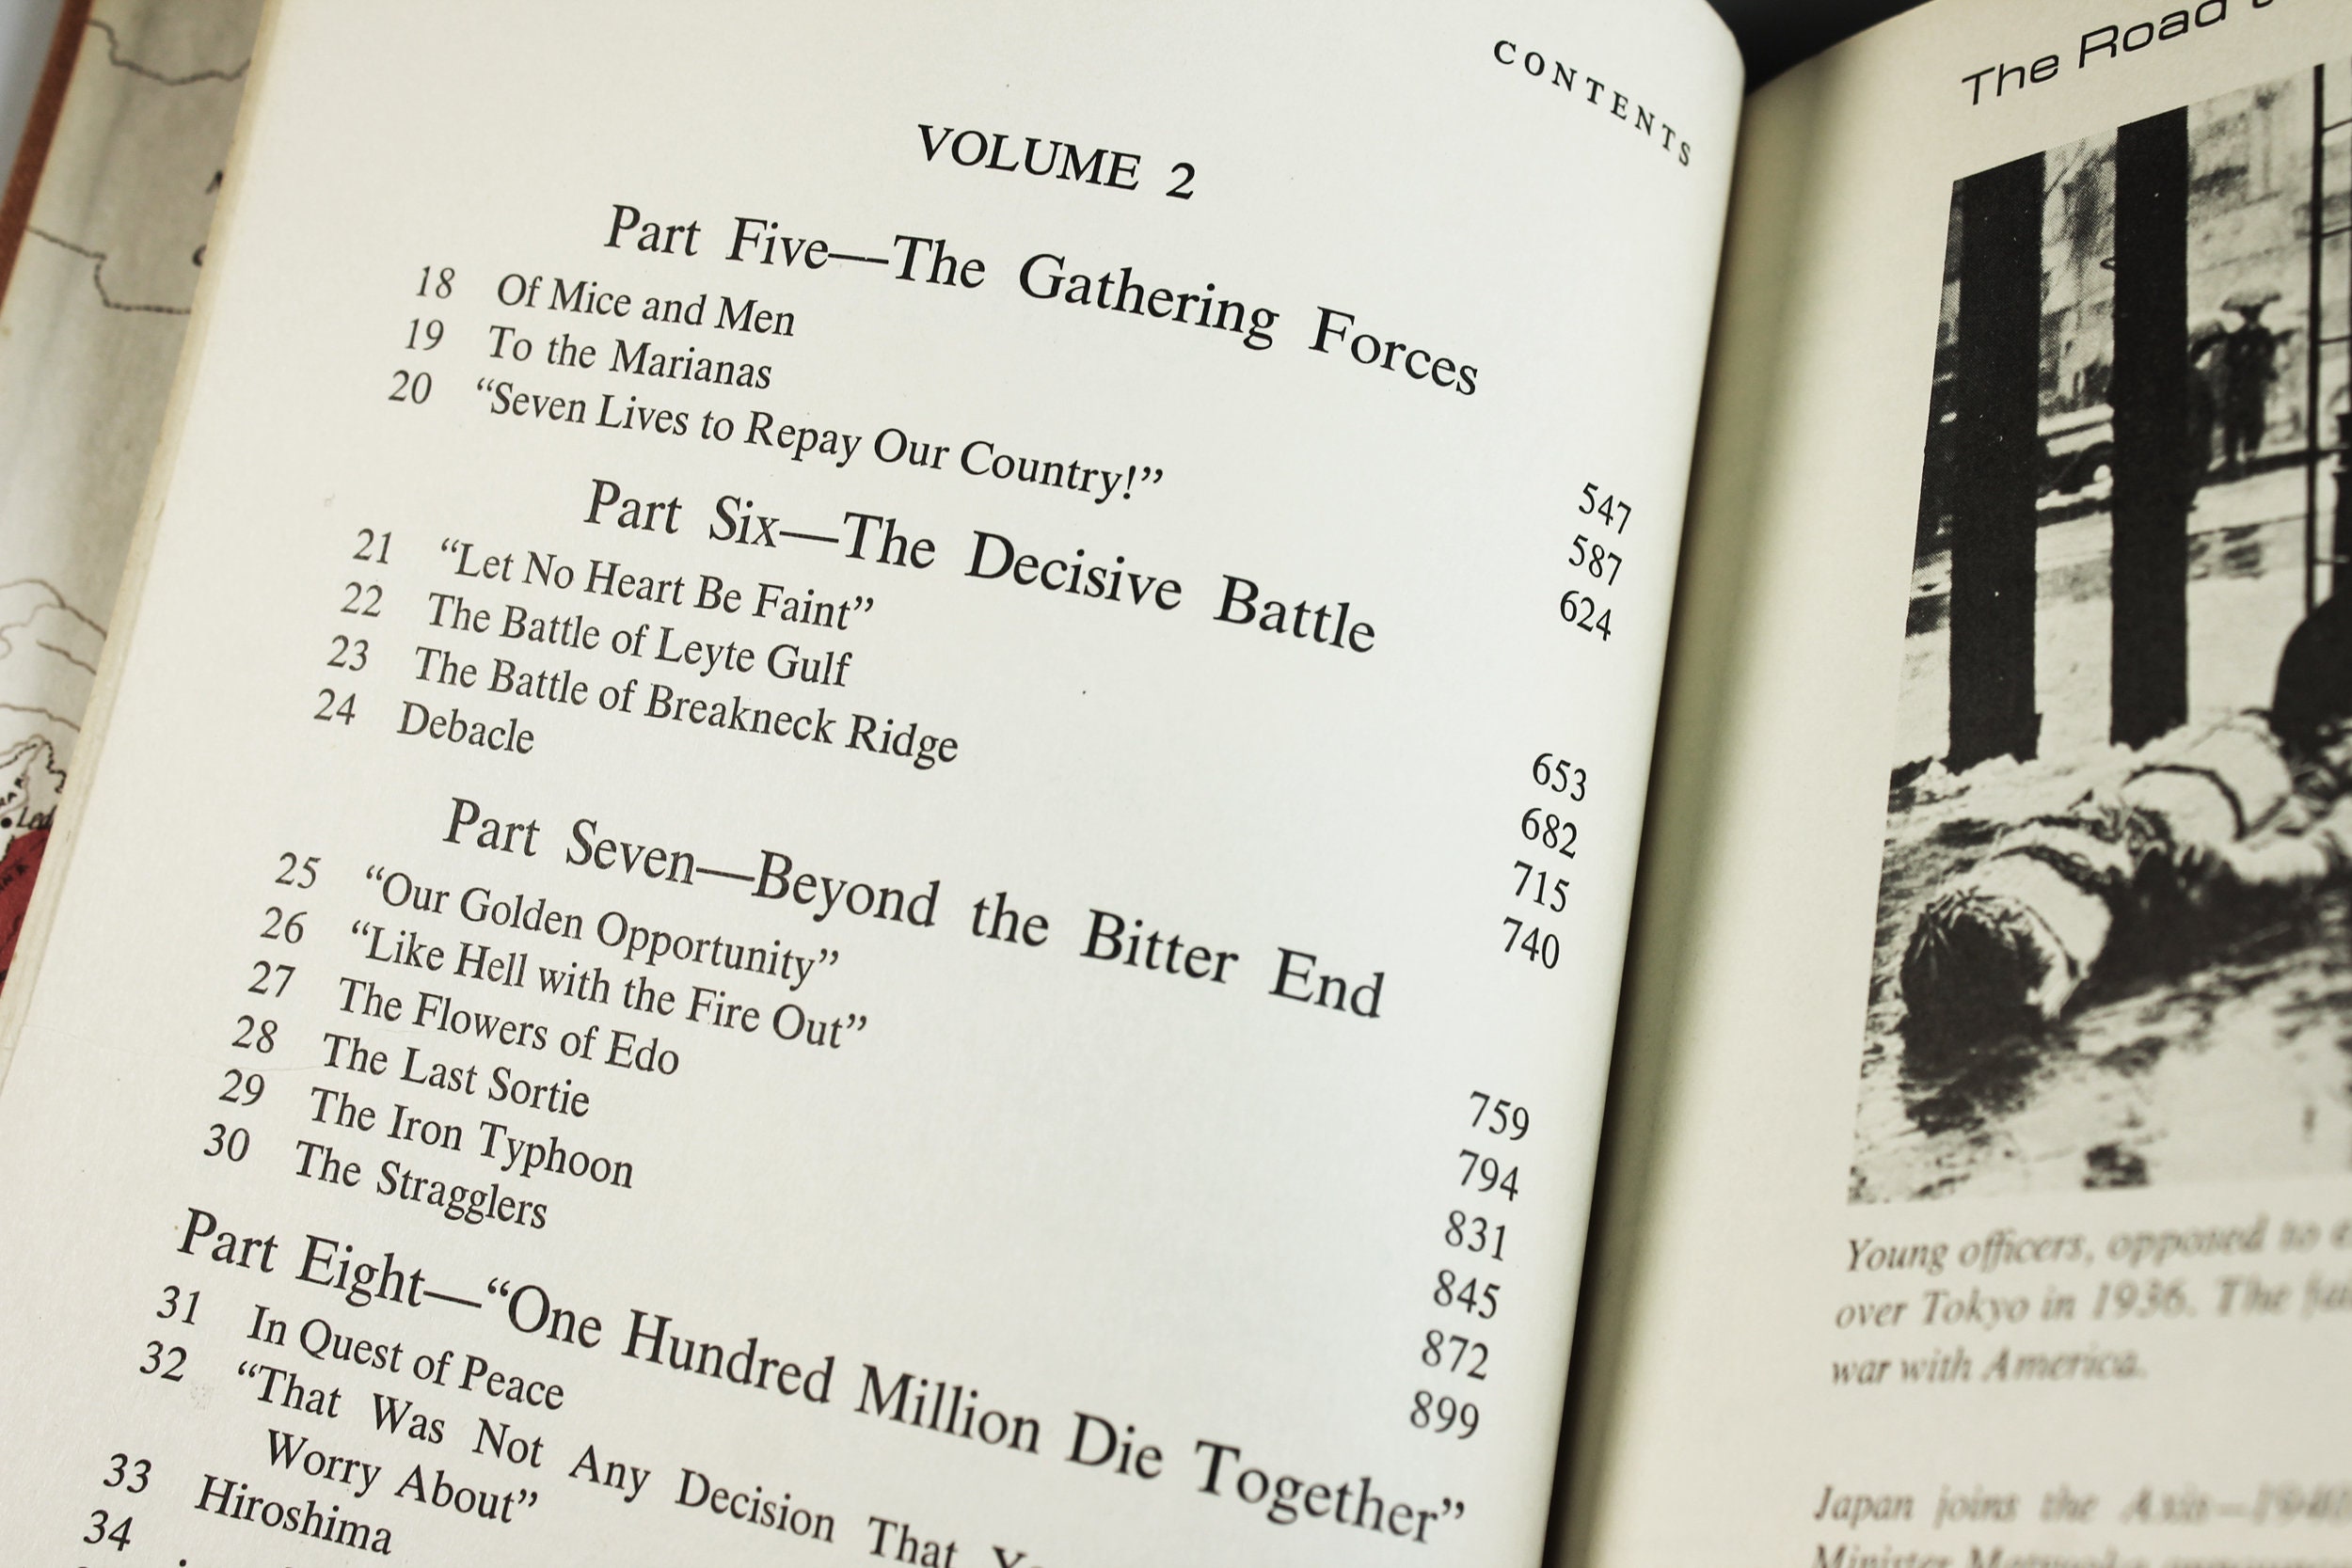 CONTENTS
VOLUME 2
Part Five—The Gathering Forces
18 Of Mice and Men 547
19 To the Marianas 587
20 “Seven Lives to Repay Our Country!” 624
Part Six—The Decisive Battle
21 “Let No Heart Be Faint” 653
22 The Battle of Leyte Gulf 682
23 The Battle of Breakneck Ridge 715
24 Debacle 740
Part Seven—Beyond the Bitter End
25 “Our Golden Opportunity” 759
26 “Like Hell with the Fire Out” 794
27 The Flowers of Edo 831
28 The Last Sortie 845
29 The Iron Typhoon 872
30 The Stragglers 899
Part Eight—“One Hundred Million Die Together”
31 In Quest of Peace
32 “That Was Not Any Decision That
Worry About”
33 Hiroshima
34
The Road
Young officers, opposed to
over Tokyo in 1936. The
war with America.
Japan joins the Axis—1940
Minister